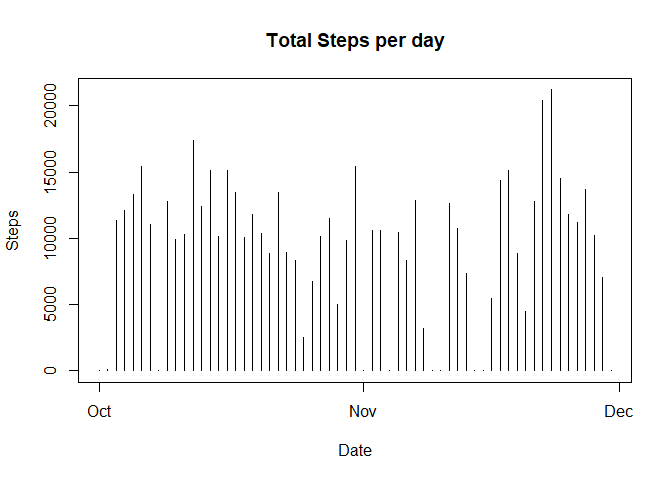 Total Steps per day
Steps
20000
15000
10000
5000
0
Oct
Nov
Dec
Date